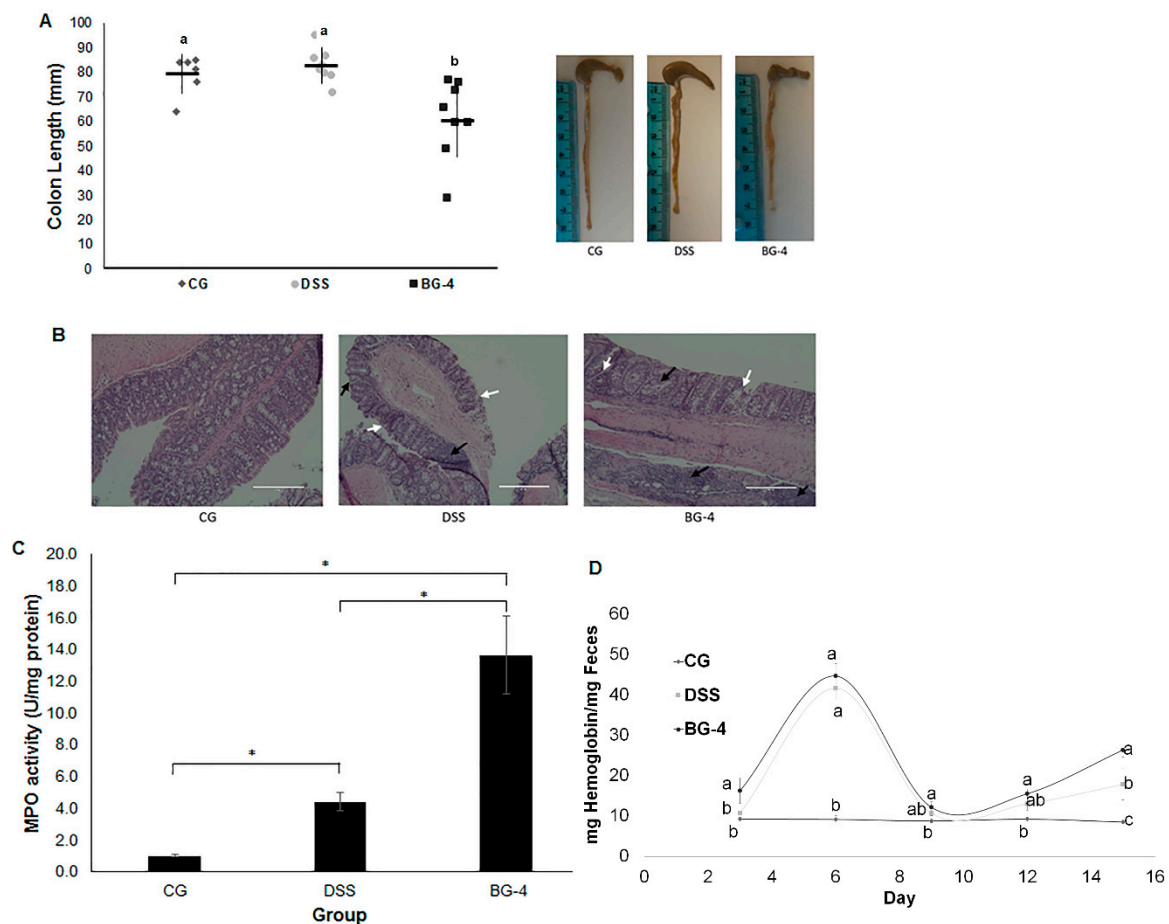 A
Colon Length (mm)
100
90
80
70
60
50
40
30
20
10
0
a
a
b
CG
DSS
BG-4
CG
DSS
BG-4
B
CG
DSS
BG-4
C
MPO activity (U/mg protein)
20.0
18.0
16.0
14.0
12.0
10.0
8.0
6.0
4.0
2.0
0.0
*
*
*
CG
DSS
BG-4
Group
D
mg Hemoglobin/mg Feces
60
50
40
30
20
10
0
CG
DSS
BG-4
a
b
b
a
a
b
a
ab
b
a
ab
b
a
b
c
0
2
4
6
8
10
12
14
16
Day